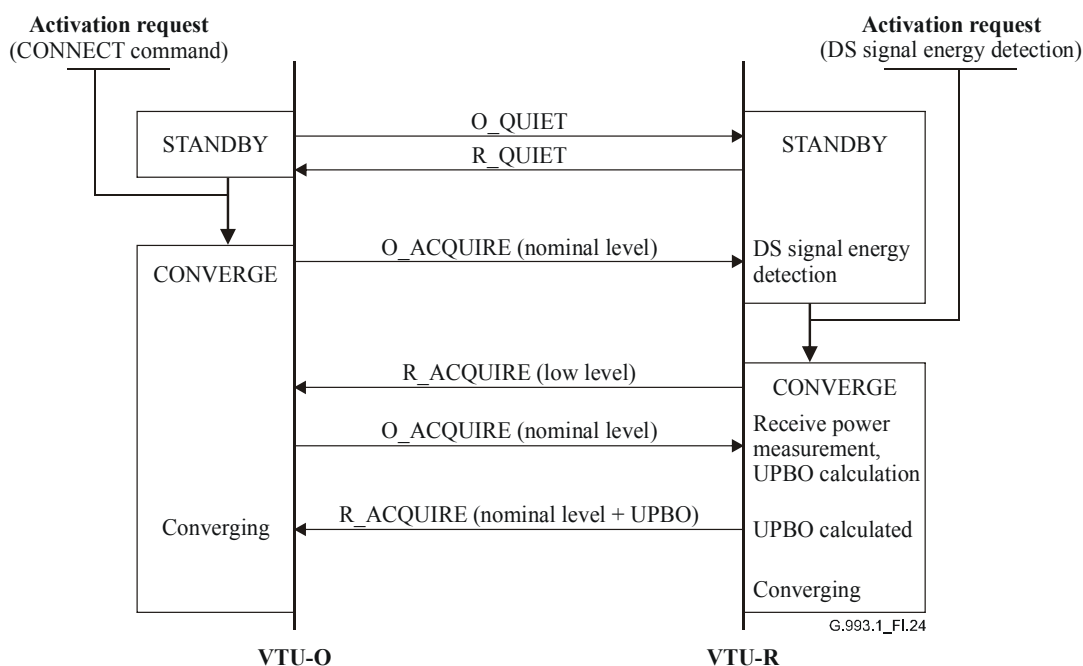 Activation request
(CONNECT command)
Activation request
(DS signal energy detection)
STANDBY
O_QUIET
R_QUIET
STANDBY
CONVERGE
O_ACQUIRE (nominal level)
DS signal energy
detection
R_ACQUIRE (low level)
CONVERGE
O_ACQUIRE (nominal level)
Receive power
measurement,
UPBO calculation
Converging
R_ACQUIRE (nominal level + UPBO)
UPBO calculated
Converging
G.993.1_FI.24
VTU-O
VTU-R